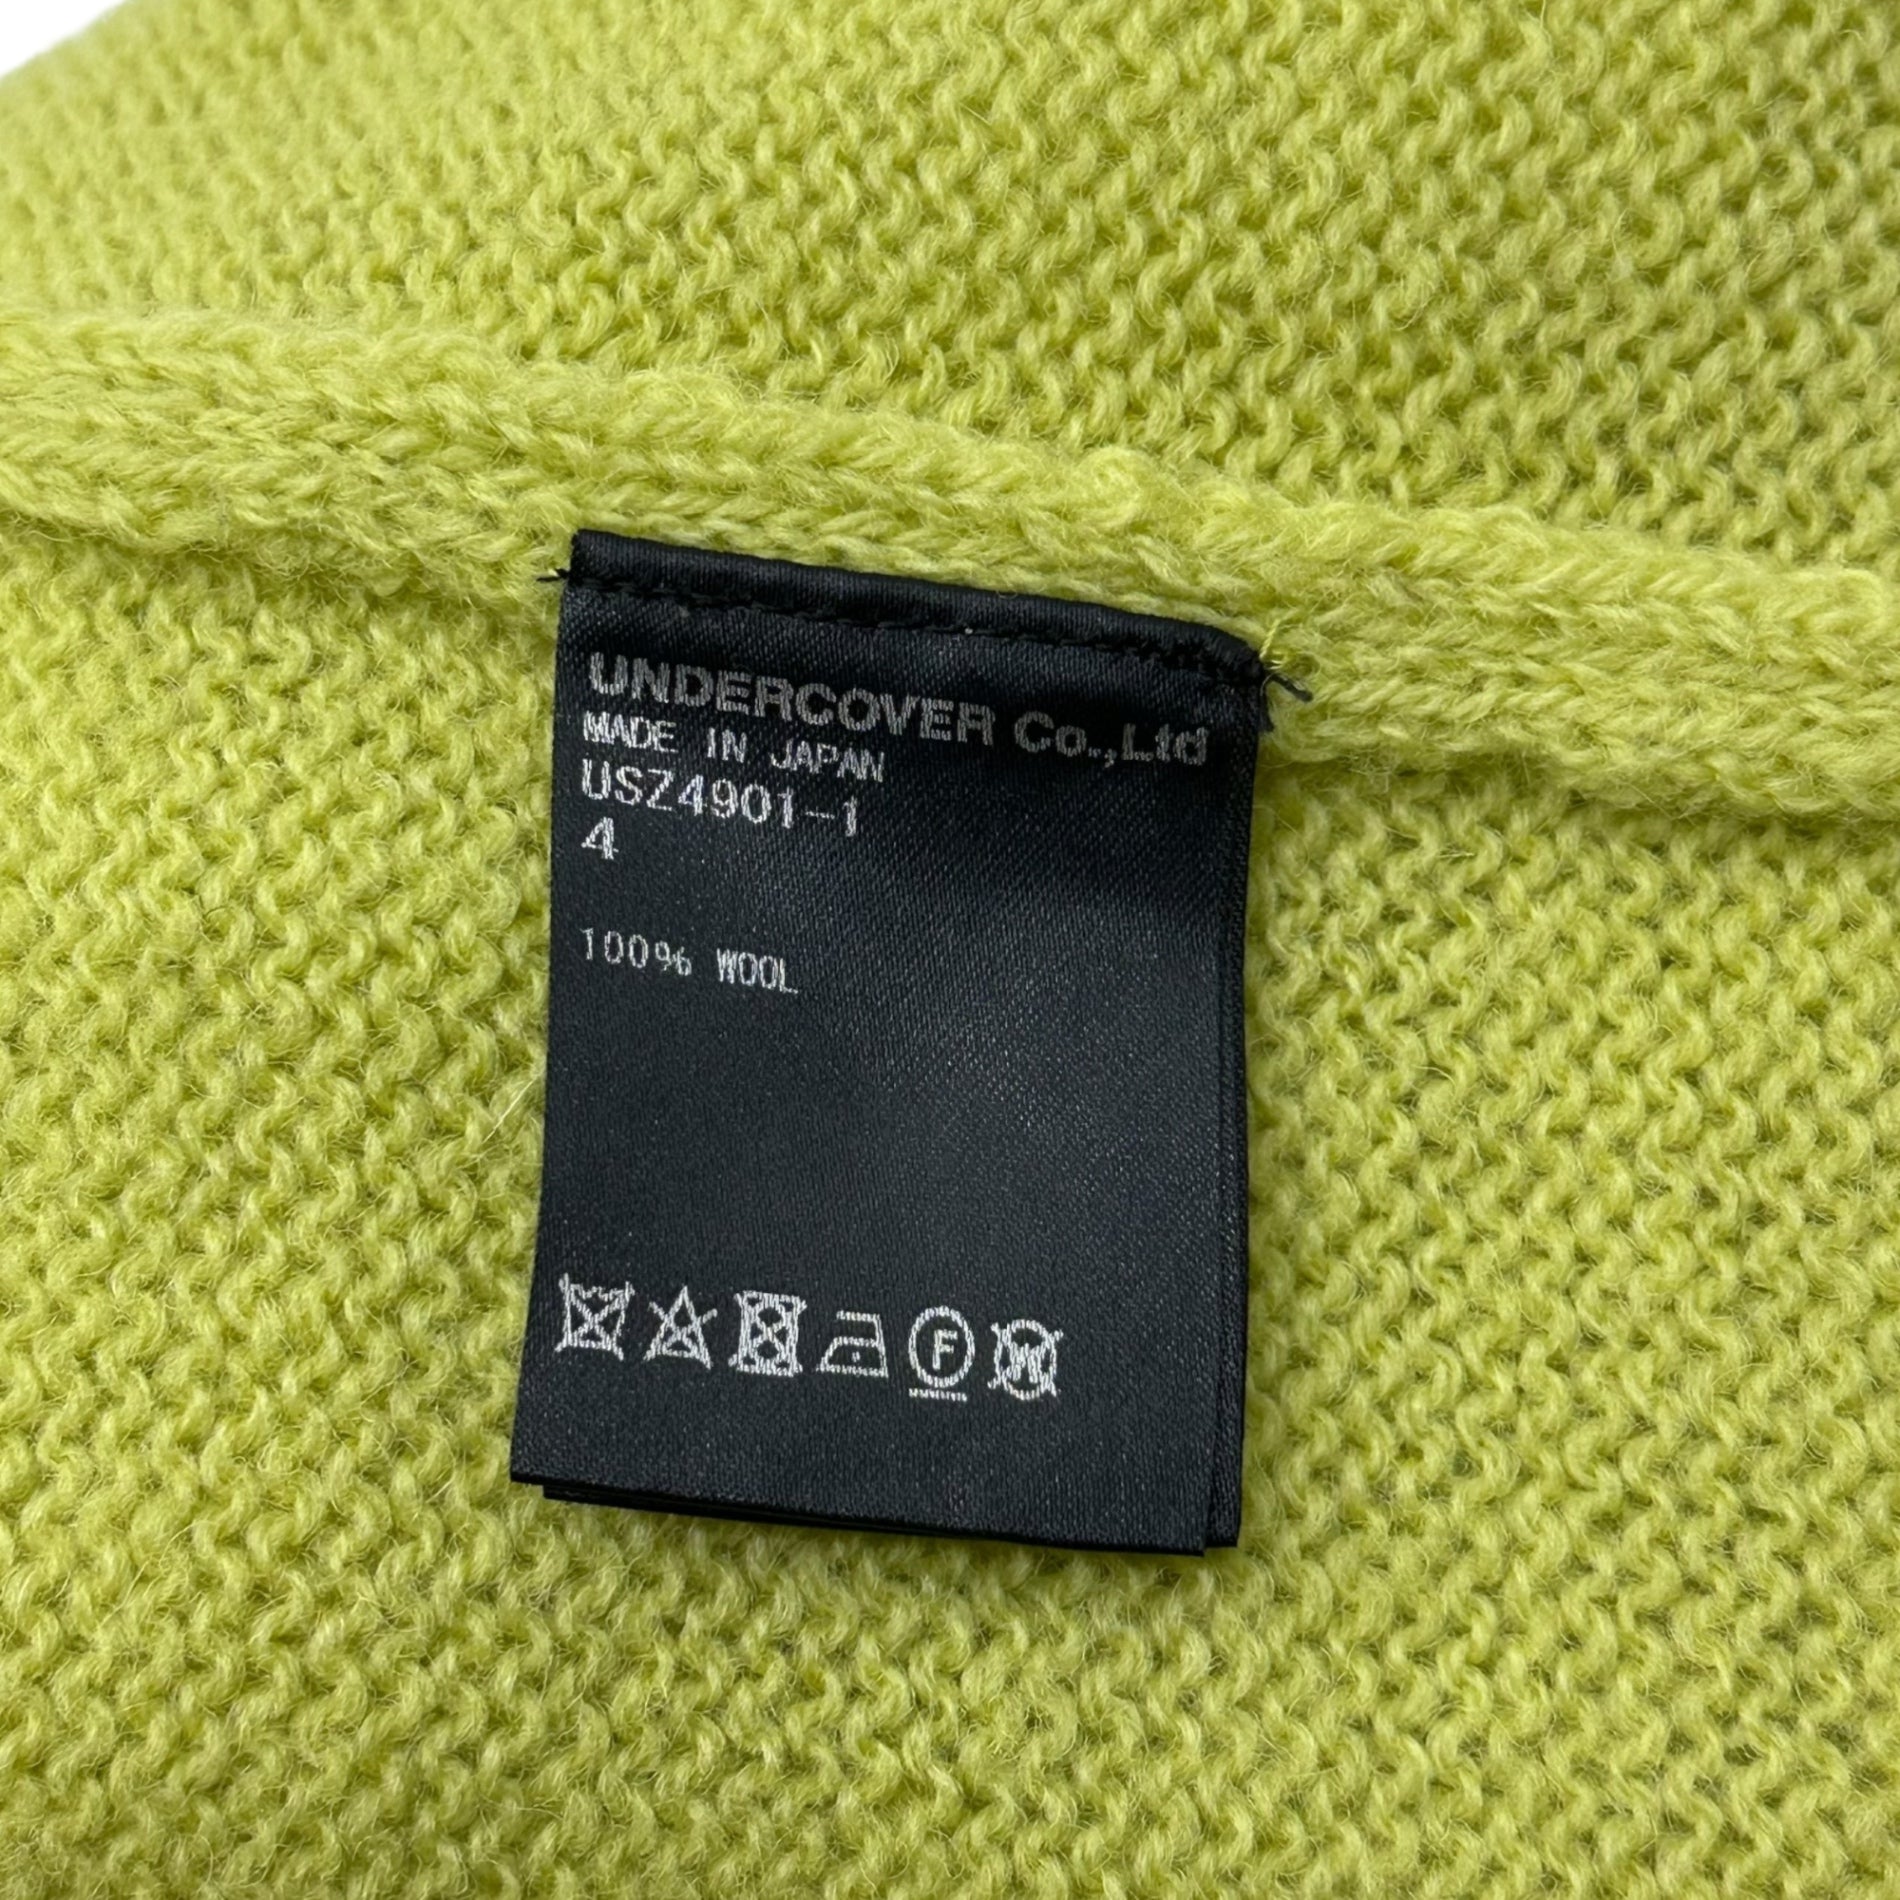 UNDERCOVER Co.,Ltd
MADE IN JAPAN
USZ4901-1
4
100% WOOL
F
W